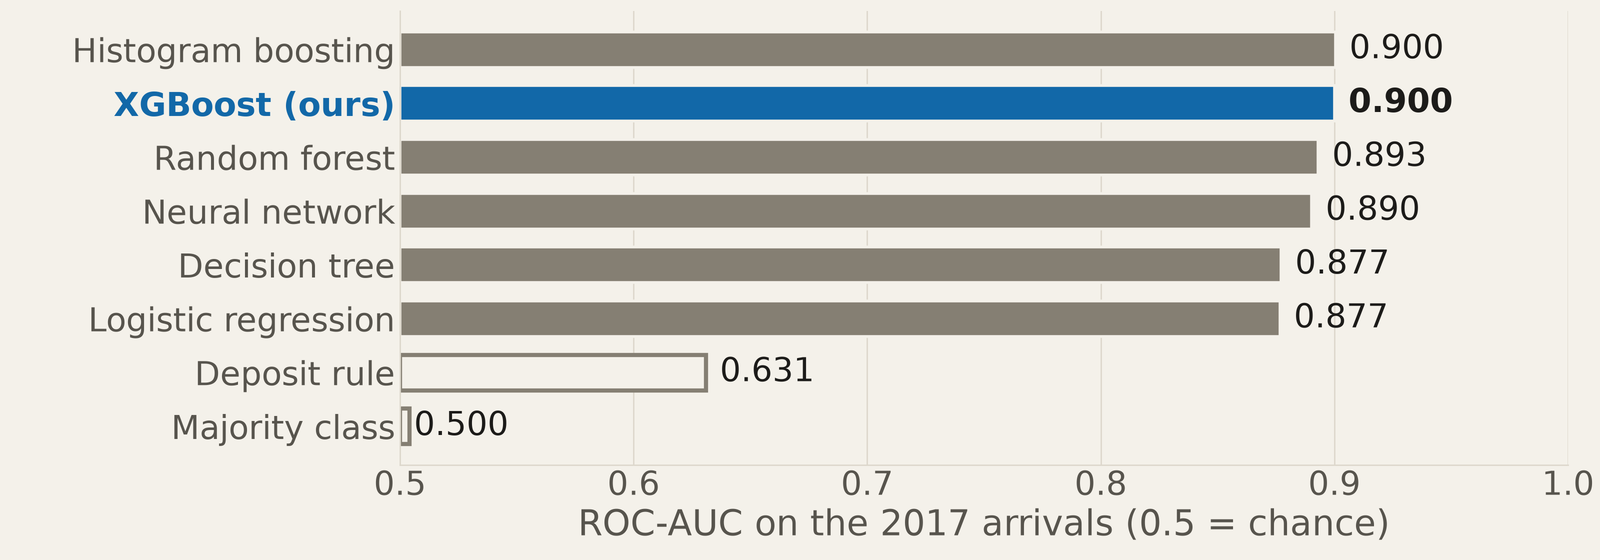 Histogram boosting 0.900
XGBoost (ours) 0.900
Random forest 0.893
Neural network 0.890
Decision tree 0.877
Logistic regression 0.877
Deposit rule 0.631
Majority class 0.500
0.5 0.6 0.7 0.8 0.9 1.0
ROC-AUC on the 2017 arrivals (0.5 = chance)